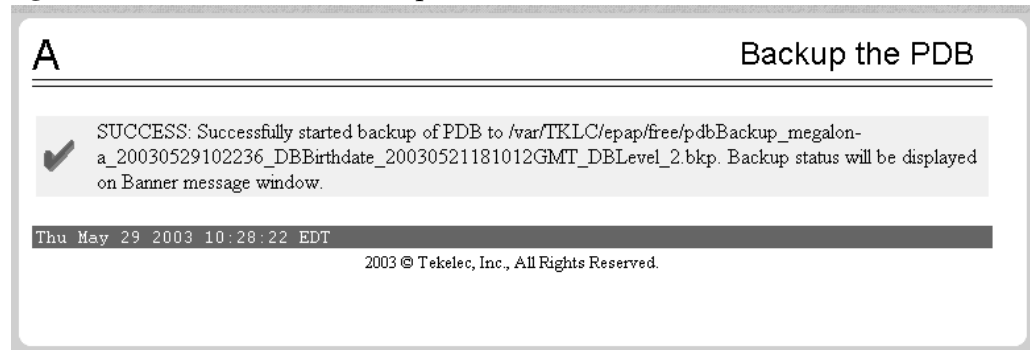 A
Backup the PDB
SUCCESS: Successfully started backup of PDB to /var/TKLC/epap/free/pdbBackup_megalon-
a_20030529102236_DBBirthdate_20030521181012GMT_DBLevel_2.bkp. Backup status will be displayed
on Banner message window.
Thu May 29 2003 10:28:22 EDT
2003 © Tekelec, Inc., All Rights Reserved.